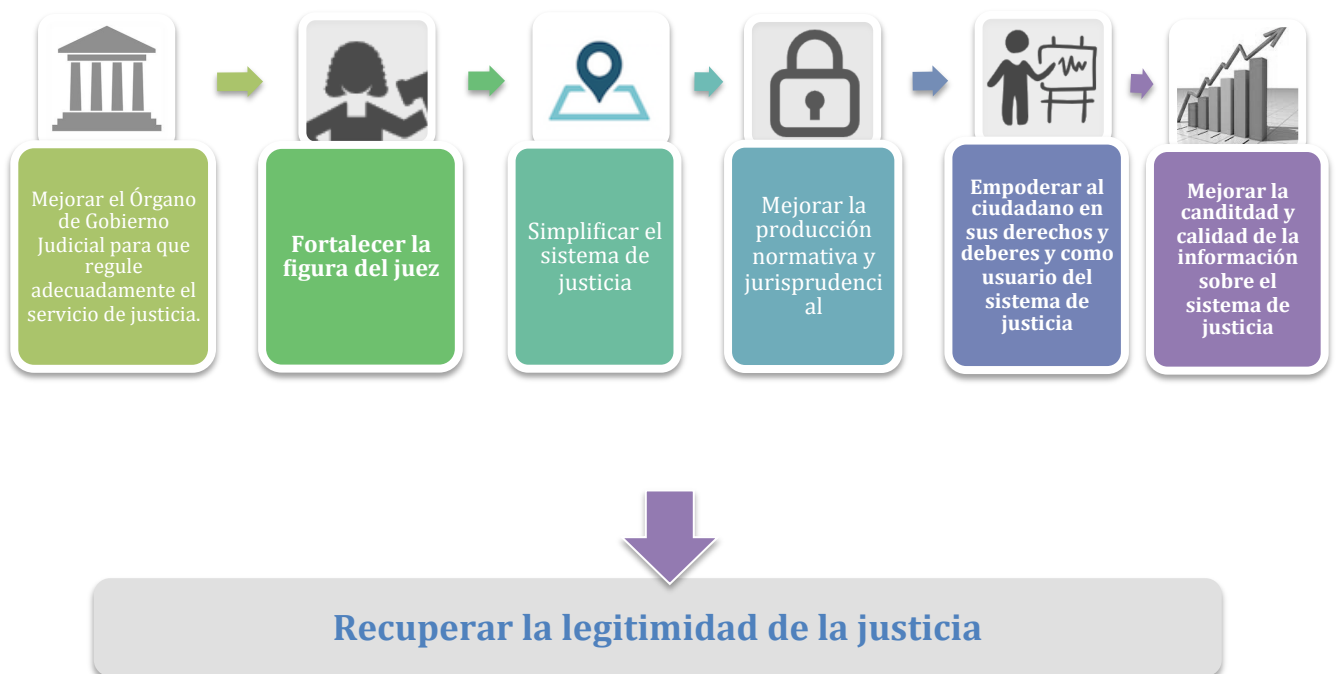 Mejorar el Órgano
de Gobierno
Judicial para que
regule
adecuadamente el
servicio de justicia.
Fortalecer la
figura del juez
Simplificar el
sistema de
justicia
Mejorar la
producción
normativa y
jurisprudenci
al
Empoderar al
ciudadano en
sus derechos y
deberes y como
usuario del
sistema de
justicia
Mejorar la
canditdad y
calidad de la
información
sobre el
sistema de
justicia
Recuperar la legitimidad de la justicia